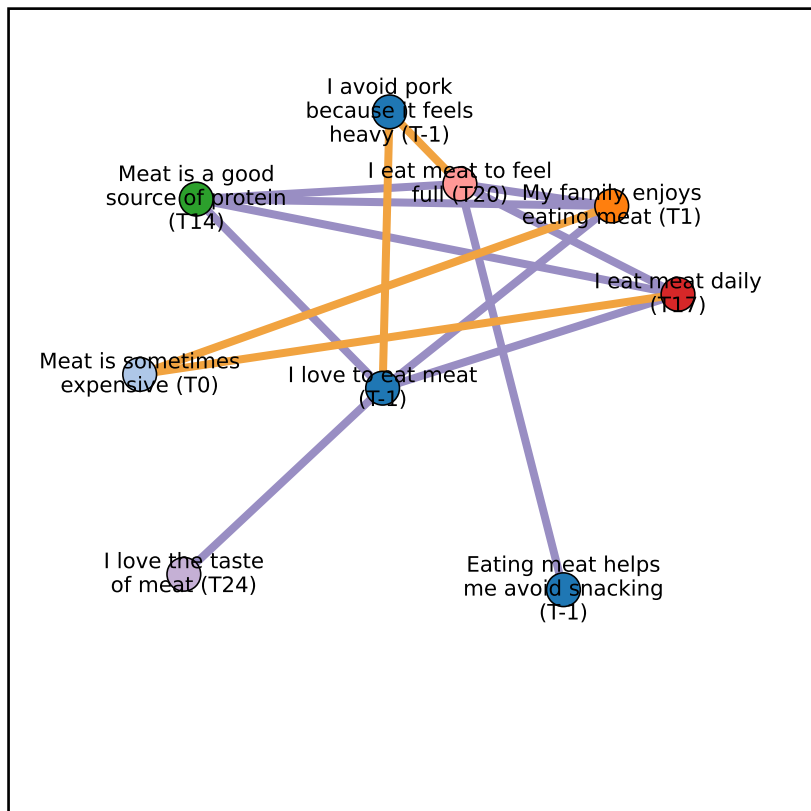 I avoid pork
because it feels
heavy (T-1)
I eat meat to feel
full (T20)
Meat is a good
source of protein
(T14)
My family enjoys
eating meat (T1)
I eat meat daily
(T17)
Meat is sometimes
expensive (T0)
I love to eat meat
(T-1)
I love the taste
of meat (T24)
Eating meat helps
me avoid snacking
(T-1)